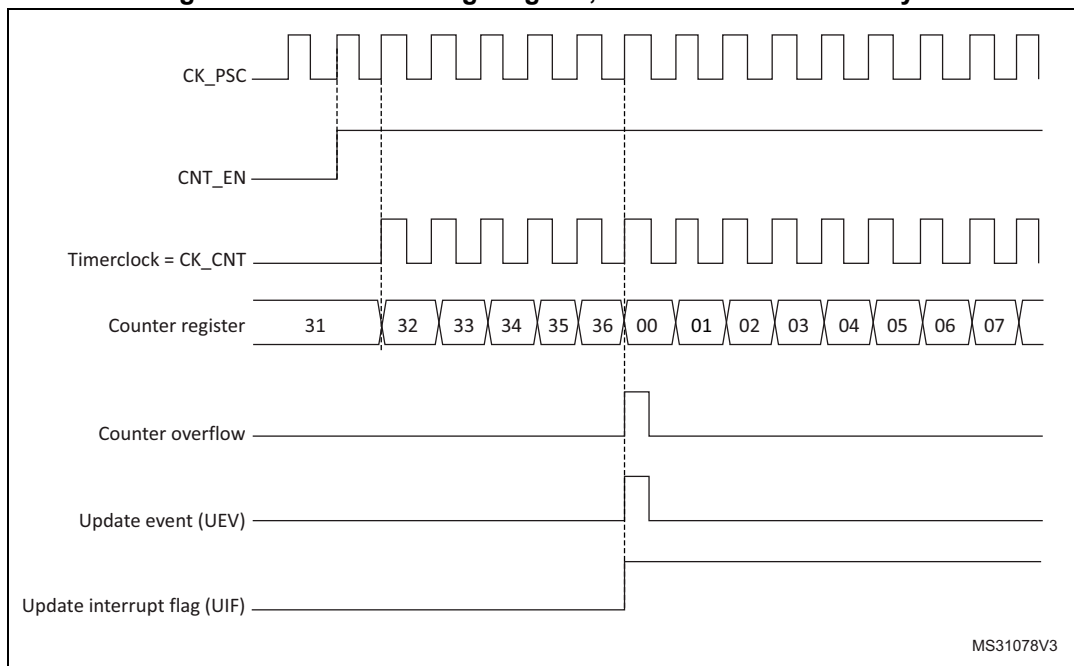 CK_PSC
CNT_EN
Timerclock = CK_CNT
Counter register 31 32 33 34 35 36 00 01 02 03 04 05 06 07
Counter overflow
Update event (UEV)
Update interrupt flag (UIF)
MS31078V3